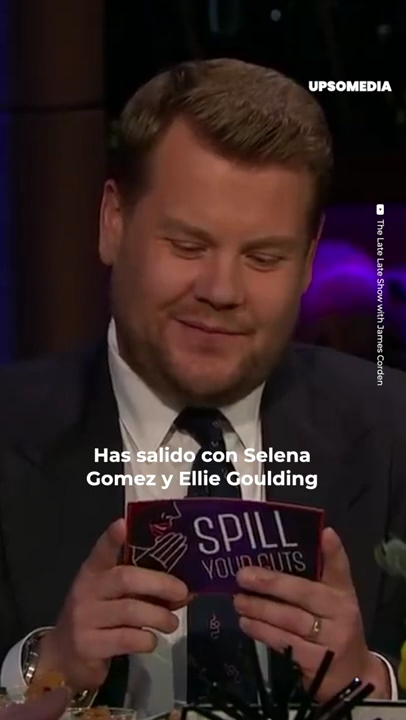 UPSOMEDIA
The Late Late Show with James Corden
Has salido con Selena
Gomez y Ellie Goulding
SPILL
YOUR GUTS